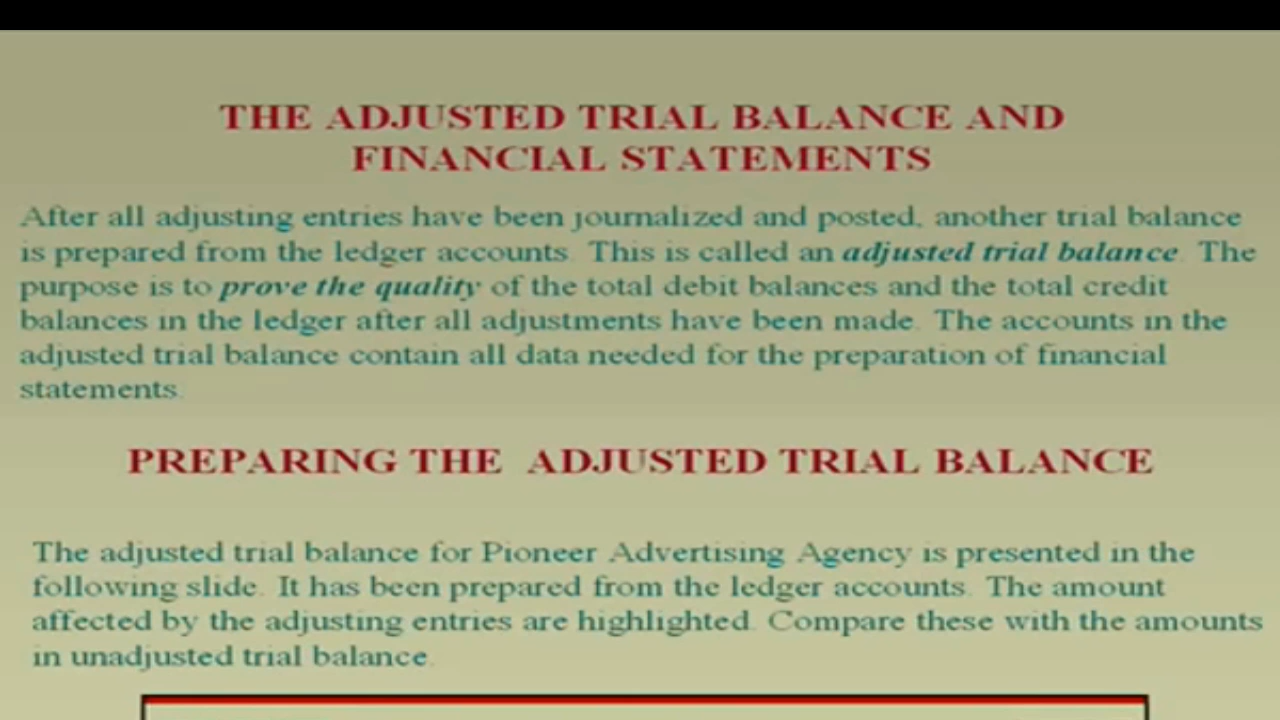 THE ADJUSTED TRIAL BALANCE AND
FINANCIAL STATEMENTS
After all adjusting entries have been journalized and posted, another trial balance
is prepared from the ledger accounts. This is called an adjusted trial balance. The
purpose is to prove the quality of the total debit balances and the total credit
balances in the ledger after all adjustments have been made. The accounts in the
adjusted trial balance contain all data needed for the preparation of financial
statements.
PREPARING THE ADJUSTED TRIAL BALANCE
The adjusted trial balance for Pioneer Advertising Agency is presented in the
following slide. It has been prepared from the ledger accounts. The amount
affected by the adjusting entries are highlighted. Compare these with the amounts
in unadjusted trial balance.